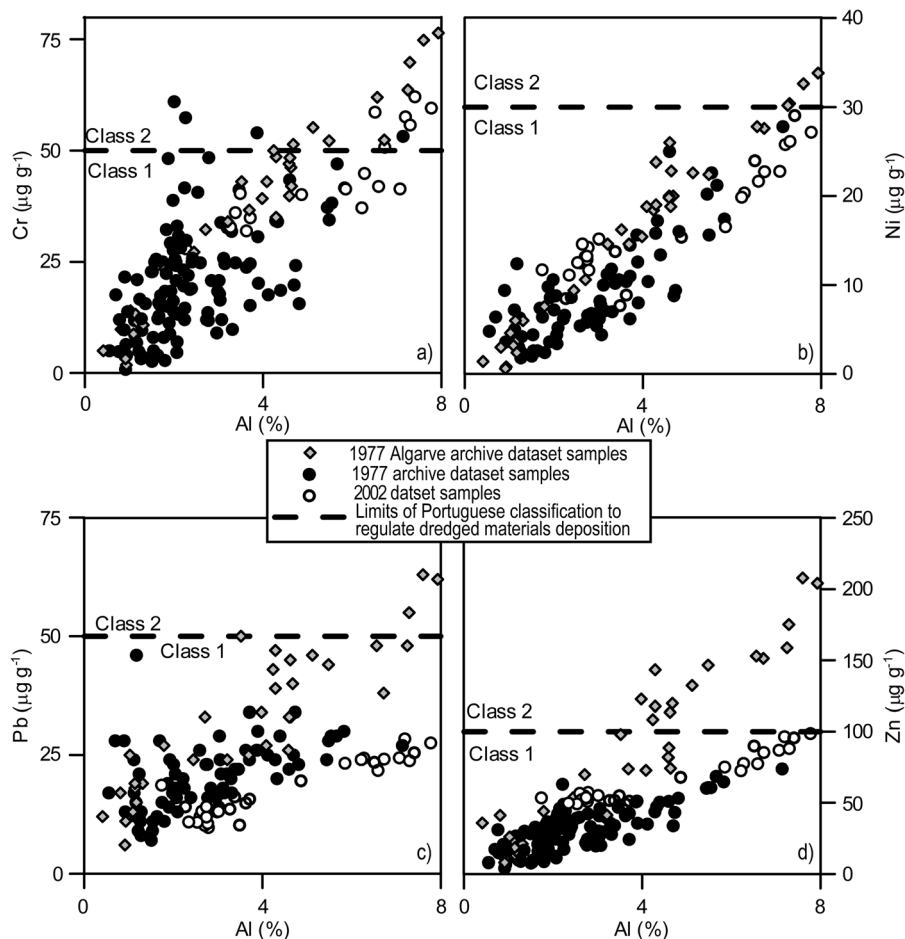 75
50
25
0
Cr (µg g-1)
Class 2
Class 1
a)
0
4
8
Al (%)
40
30
20
10
0
Ni (µg g-1)
Class 2
Class 1
b)
0
4
8
Al (%)
1977 Algarve archive dataset samples
1977 archive dataset samples
2002 datset samples
Limits of Portuguese classification to
regulate dredged materials deposition
75
50
25
0
Pb (µg g-1)
Class 2
Class 1
c)
0
4
8
Al (%)
250
200
150
100
50
0
Zn (µg g-1)
Class 2
Class 1
d)
0
4
8
Al (%)